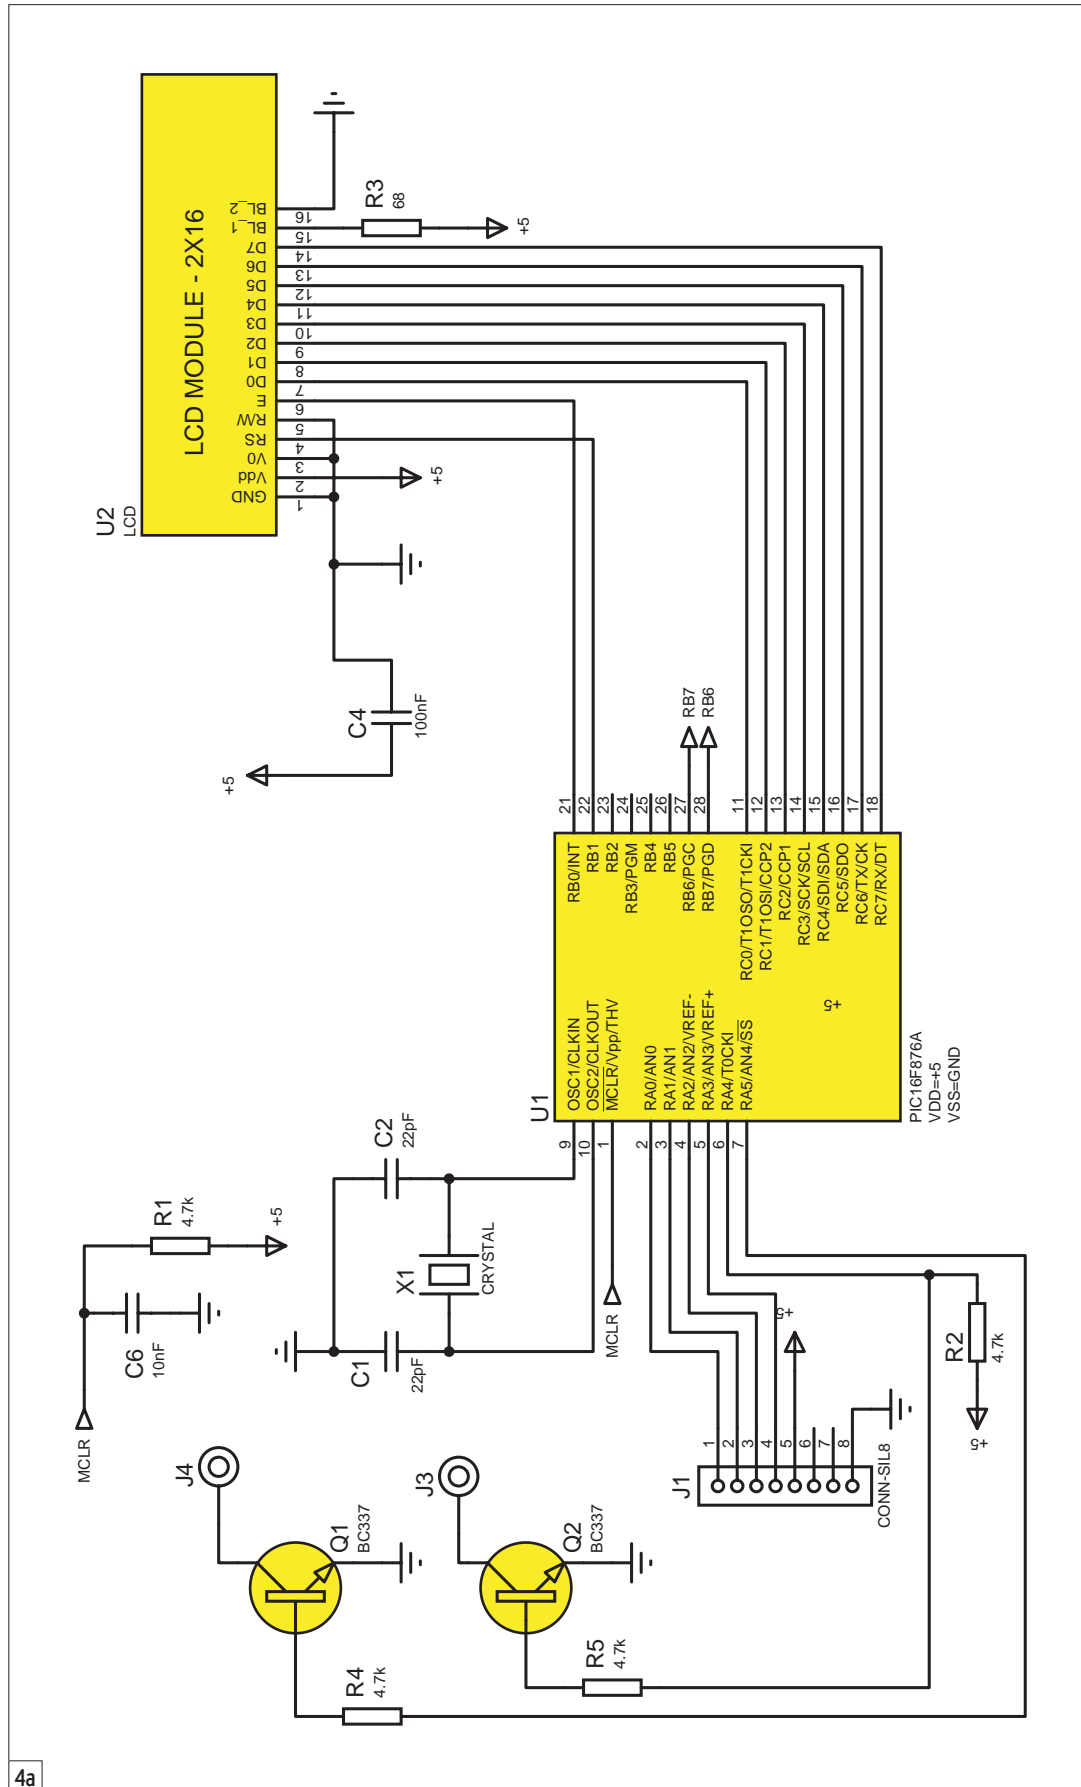 U2
LCD
LCD MODULE - 2X16
GND
Vdd
V0
RS
R/W
E
D0
D1
D2
D3
D4
D5
D6
D7
BL_1
BL_2
1
2
3
4
5
6
7
8
9
10
11
12
13
14
15
16
R3
68
+5
+5
+5
C4
100nF
MCLR
C6
10nF
R1
4.7k
+5
C1
22pF
X1
CRYSTAL
C2
22pF
MCLR
U1
9
10
1
2
3
4
5
6
7
OSC1/CLKIN
OSC2/CLKOUT
MCLR/Vpp/THV
RA0/AN0
RA1/AN1
RA2/AN2/VREF-
RA3/AN3/VREF+
RA4/T0CKI
RA5/AN4/SS
RB0/INT
RB1
RB2
RB3/PGM
RB4
RB5
RB6/PGC
RB7/PGD
RC0/T1OSO/T1CKI
RC1/T1OSI/CCP2
RC2/CCP1
RC3/SCK/SCL
RC4/SDI/SDA
RC5/SDO
RC6/TX/CK
RC7/RX/DT
+5
21
22
23
24
25
26
27
28
11
12
13
14
15
16
17
18
RB7
RB6
PIC16F876A
VDD=+5
VSS=GND
J4
Q1
BC337
J3
Q2
BC337
R4
4.7k
R5
4.7k
J1
1
2
3
4
5
6
7
8
CONN-SIL8
+5
R2
4.7k
+5
4a